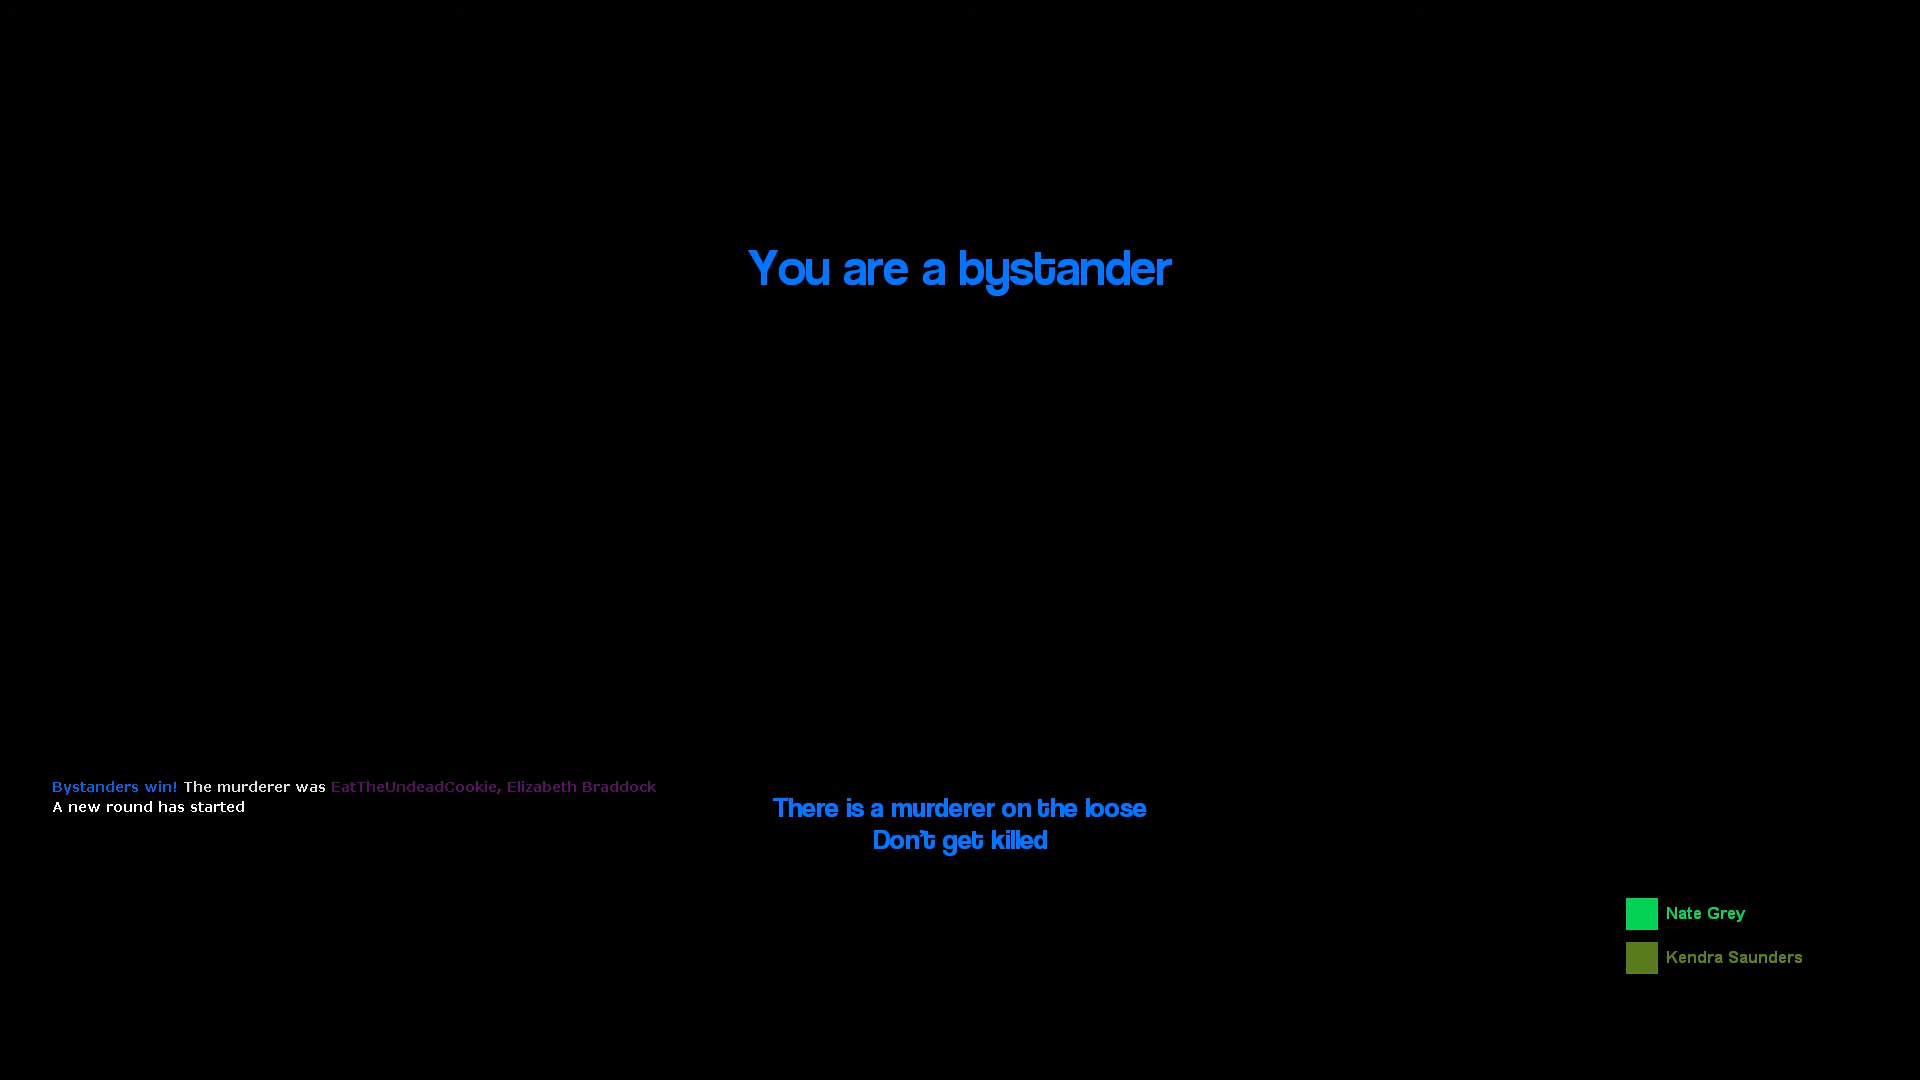 You are a bystander
Bystanders win! The murderer was EatTheUndeadCookie, Elizabeth Braddock
A new round has started
There is a murderer on the loose
Don't get killed
Nate Grey
Kendra Saunders